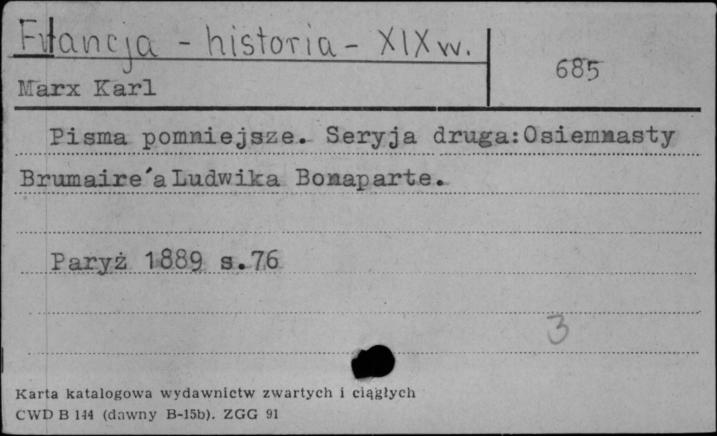 Francja - historia - XIX w.
685
Marx Karl
Pisma pomniejsze. Seryja druga: Osiemnasty
Brumaire'a Ludwika Bonaparte.
Paryż 1889 s.76
3
Karta katalogowa wydawnictw zwartych i ciągłych
CWD B 144 (dawny B-15b). ZGG 91